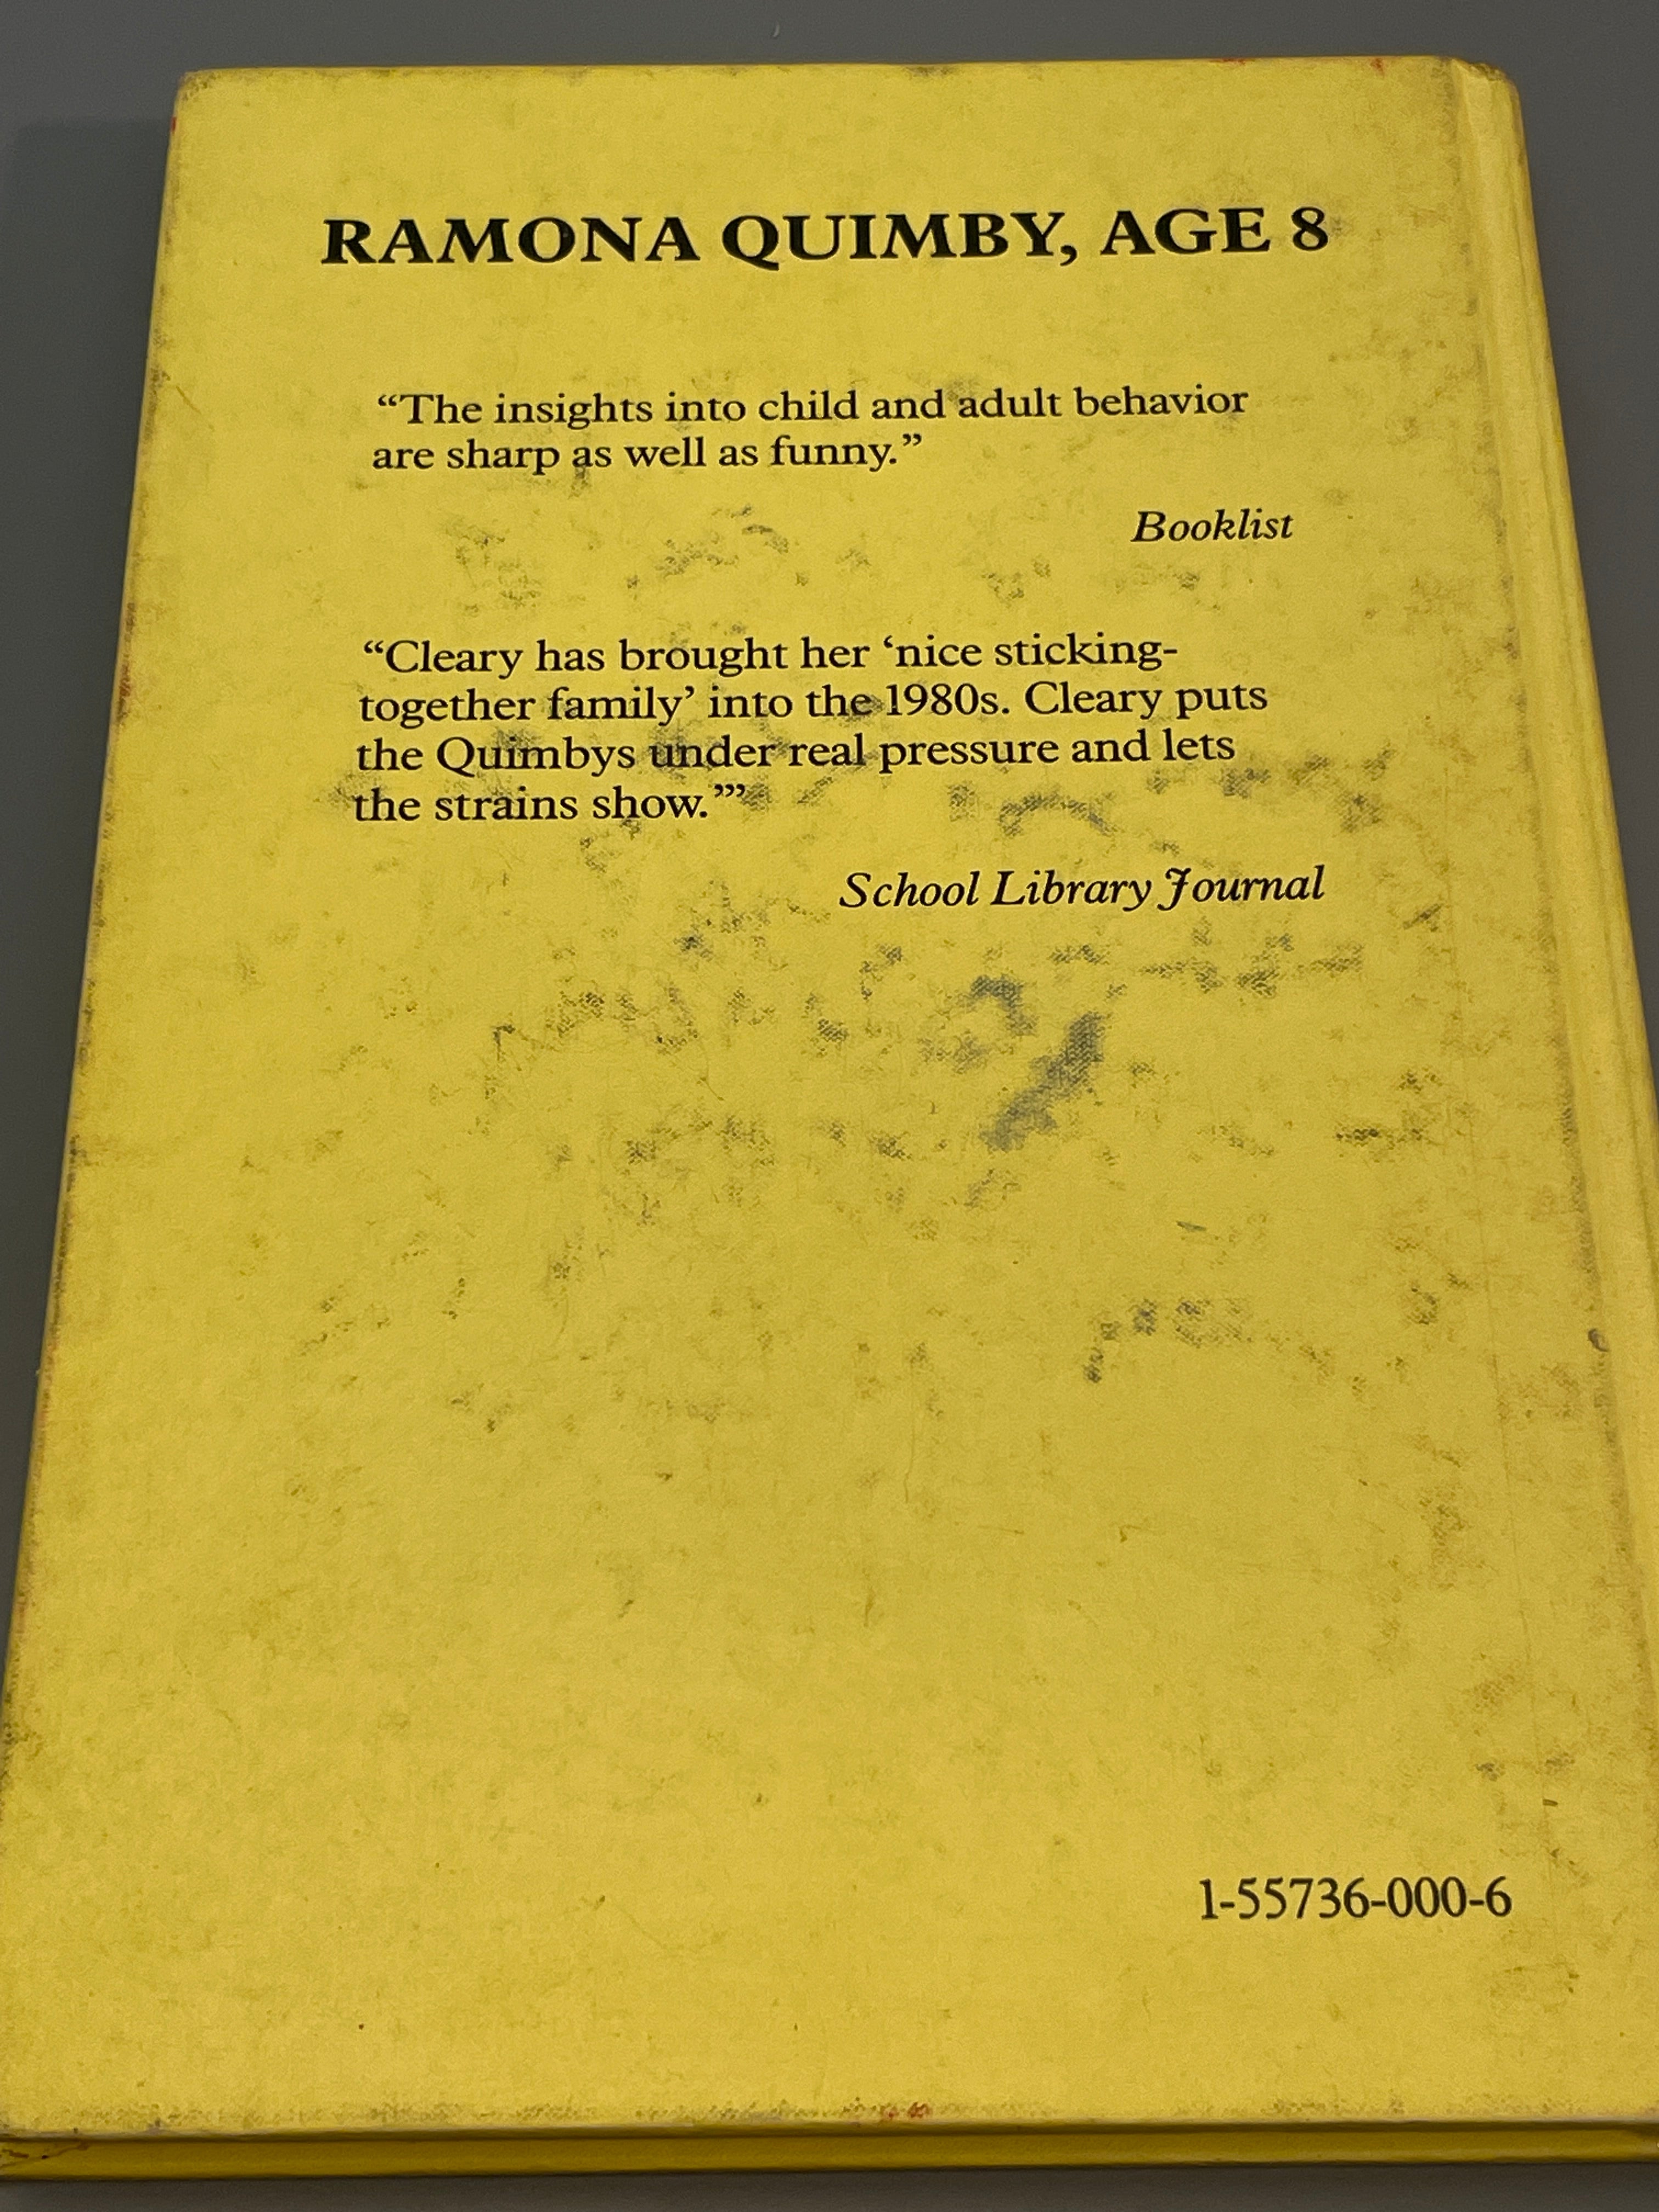 RAMONA QUIMBY, AGE 8
“The insights into child and adult behavior
are sharp as well as funny.”
Booklist
“Cleary has brought her ‘nice sticking-
together family’ into the 1980s. Cleary puts
the Quimbys under real pressure and lets
the strains show.”’
School Library Journal
1-55736-000-6